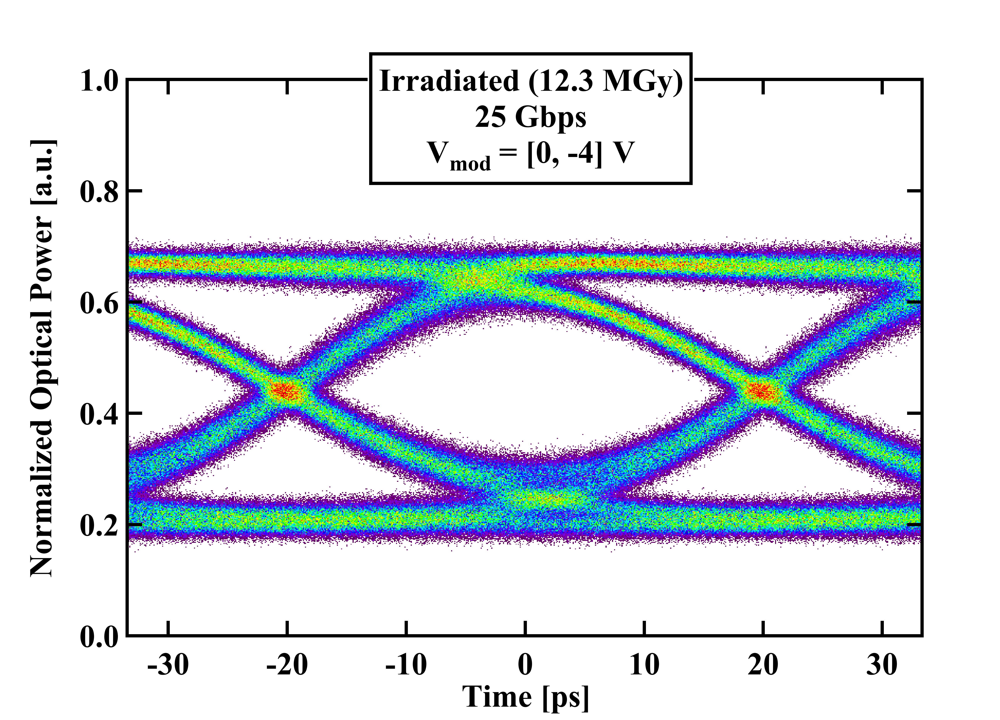 Irradiated (12.3 MGy)
25 Gbps
Vmod = [0, -4] V
Normalized Optical Power [a.u.]
1.0
0.8
0.6
0.4
0.2
0.0
-30 -20 -10 0 10 20 30
Time [ps]